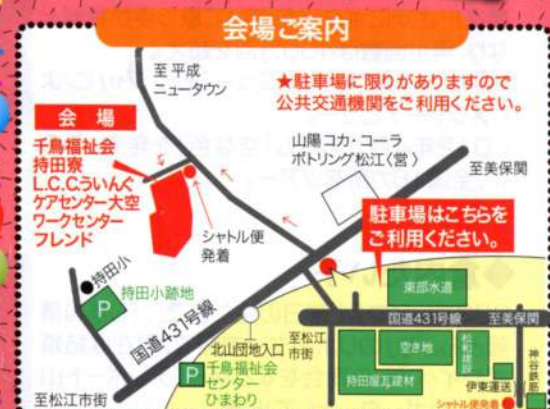 会場ご案内
至平成
ニュータウン
★駐車場に限りがありますので
公共交通機関をご利用ください。
会場
千鳥福祉会
持田寮
L.C.Cういんぐ
ケアセンター大空
ワークセンター
フレンド
山陽コカ・コーラ
ボトリング松江〈営〉
至美保関
シャトル便
発着
駐車場はこちらを
ご利用ください。
持田小
P 持田小跡地
国道431号線
東部水道
国道431号線
至美保関
北山団地入口
至松江
市街
空き地
松和建設
神谷鉄筋
P 千鳥福祉会
センター
ひまわり
持田屋瓦建材
伊東運送
至松江市街
シャトル便発着